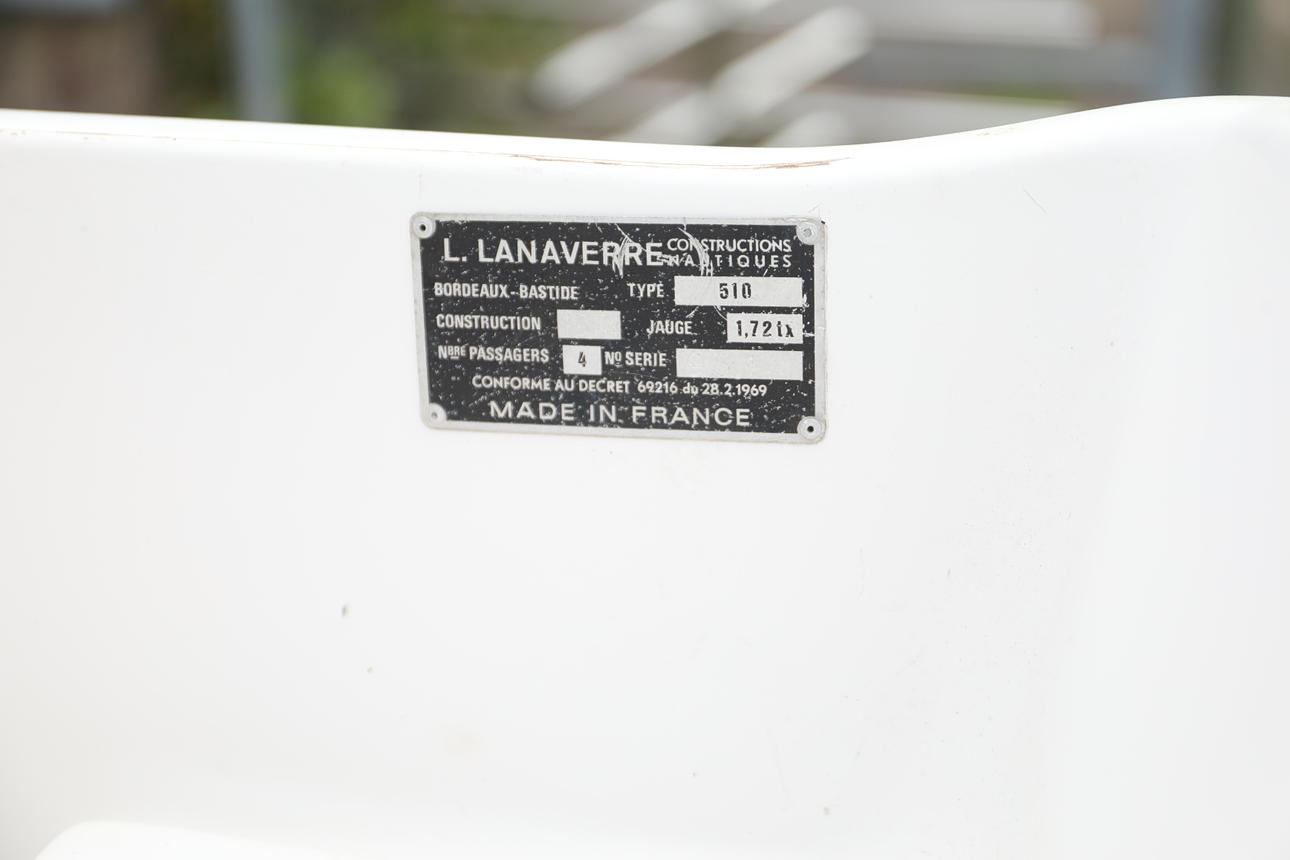 L. LANAVERRE CONSTRUCTIONS NAUTIQUES
BORDEAUX-BASTIDE TYPE 510
CONSTRUCTION JAUGE 1,72 tx
NBRE PASSAGERS 4 Nº SERIE
CONFORME AU DECRET 69216 du 28.2.1969
MADE IN FRANCE